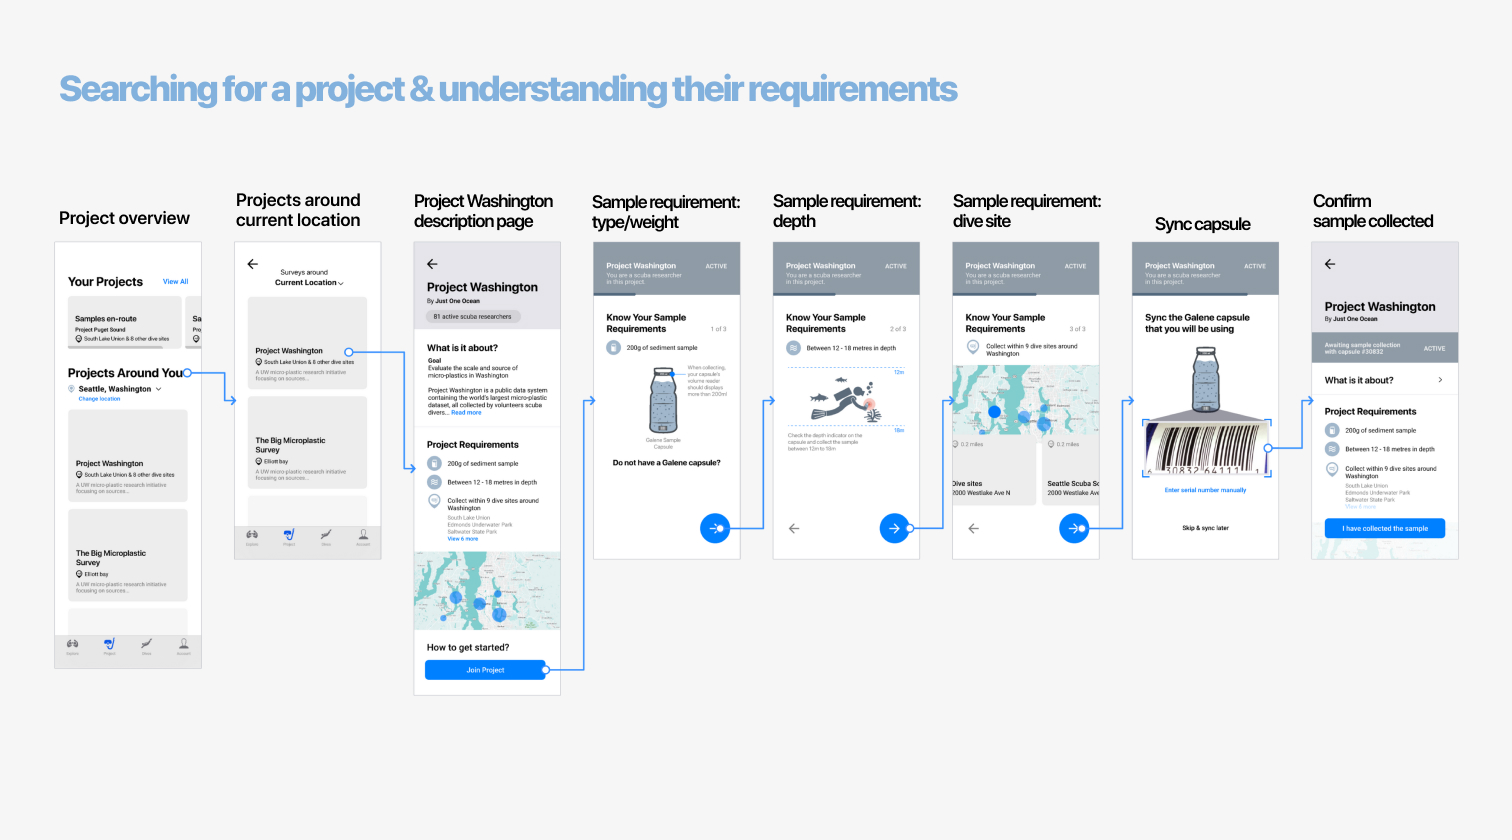 Searching for a project & understanding their requirements
Project overview
Your Projects
View All
Samples en-route
Project Puget Sound
South Lake Union & 8 other dive sites
Sa
Pro
Projects Around You
Seattle, Washington
Change location
Project Washington
South Lake Union & 8 other dive sites
A UW micro-plastic research initiative
focusing on sources...
The Big Microplastic
Survey
Elliott bay
A UW micro-plastic research initiative
focusing on sources...
Explore
Project
Account
Projects around
current location
Surveys around
Current Location
Project Washington
South Lake Union & 8 other dive sites
A UW micro-plastic research initiative
focusing on sources...
The Big Microplastic
Survey
Elliott bay
A UW micro-plastic research initiative
focusing on sources...
Explore
Project
Account
Project Washington
description page
Project Washington
By Just One Ocean
81 active scuba researchers
What is it about?
Goal
Evaluate the scale and source of
micro-plastics in Washington
Project Washington is a public data system
containing the world's largest micro-plastic
dataset, all collected by volunteers scuba
divers... Read more
Project Requirements
200g of sediment sample
Between 12 - 18 metres in depth
Collect within 9 dive sites around
Washington
South Lake Union
Edmonds Underwater Park
Saltwater State Park
View 6 more
How to get started?
Join Project
Sample requirement:
type/weight
Project Washington
ACTIVE
You are a scuba researcher
in this project.
Know Your Sample
Requirements
1 of 3
200g of sediment sample
When collecting,
your capsule's
volume reader
should displays
more than 200ml
Galene Sample
Capsule
Do not have a Galene capsule?
Sample requirement:
depth
Project Washington
ACTIVE
You are a scuba researcher
in this project.
Know Your Sample
Requirements
2 of 3
Between 12 - 18 metres in depth
12m
18m
Check the depth indicator on the
capsule and collect the sample
between 12m to 18m
Sample requirement:
dive site
Project Washington
ACTIVE
You are a scuba researcher
in this project.
Know Your Sample
Requirements
3 of 3
Collect within 9 dive sites around
Washington
0.2 miles
0.2 miles
Dive sites
2000 Westlake Ave N
Seattle Scuba Sc
2000 Westlake Ave
Sync capsule
Project Washington
ACTIVE
You are a scuba researcher
in this project.
Sync the Galene capsule
that you will be using
6 30832 64111 1
Enter serial number manually
Skip & sync later
Confirm
sample collected
Project Washington
By Just One Ocean
Awaiting sample collection
with capsule #30832
ACTIVE
What is it about?
Project Requirements
200g of sediment sample
Between 12 - 18 metres in depth
Collect within 9 dive sites around
Washington
South Lake Union
Edmonds Underwater Park
Saltwater State Park
View 6 more
I have collected the sample